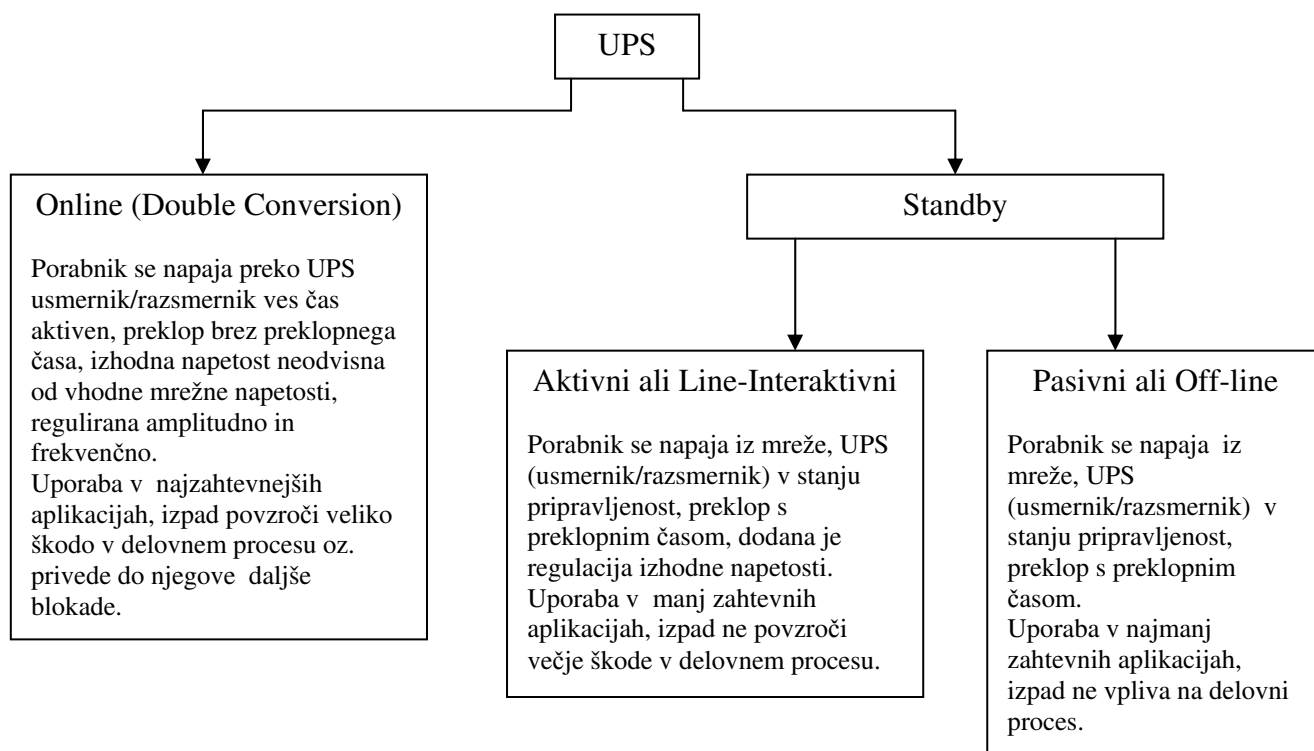 UPS
Online (Double Conversion)
Porabnik se napaja preko UPS
usmernik/razsmernik ves čas
aktiven, preklop brez preklopnega
časa, izhodna napetost neodvisna
od vhodne mrežne napetosti,
regulirana amplitudno in
frekvenčno.
Uporaba v najzahtevnejših
aplikacijah, izpad povzroči veliko
škodo v delovnem procesu oz.
privede do njegove daljše
blokade.
Standby
Aktivni ali Line-Interaktivni
Porabnik se napaja iz mreže, UPS
(usmernik/razsmernik) v stanju
pripravljenost, preklop s
preklopnim časom, dodana je
regulacija izhodne napetosti.
Uporaba v manj zahtevnih
aplikacijah, izpad ne povzroči
večje škode v delovnem procesu.
Pasivni ali Off-line
Porabnik se napaja iz
mreže, UPS
(usmernik/razsmernik) v
stanju pripravljenost,
preklop s preklopnim
časom.
Uporaba v najmanj
zahtevnih aplikacijah,
izpad ne vpliva na delovni
proces.